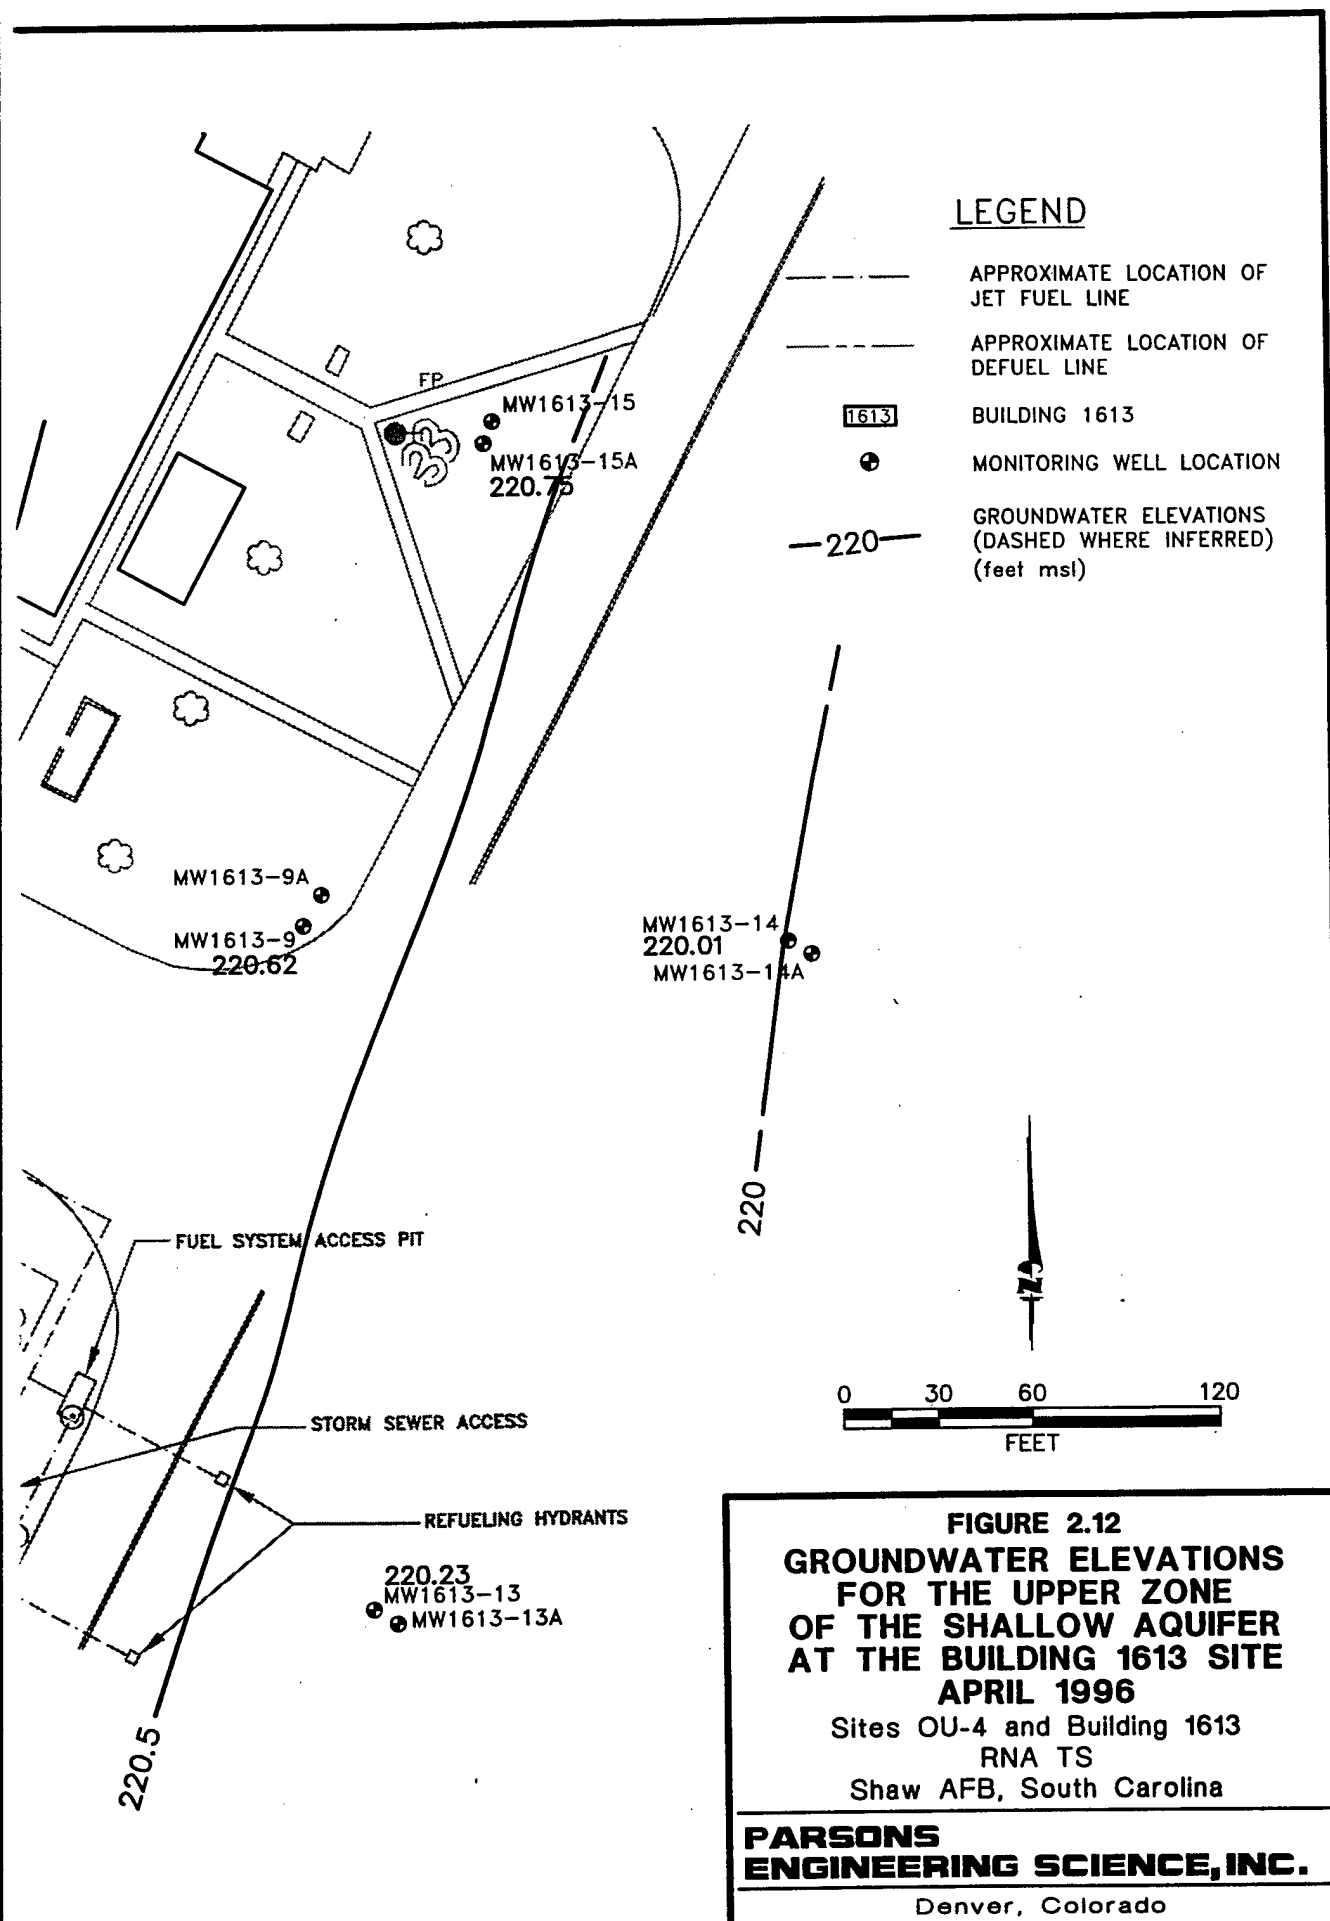 LEGEND
APPROXIMATE LOCATION OF
JET FUEL LINE
APPROXIMATE LOCATION OF
DEFUEL LINE
1613
BUILDING 1613
MONITORING WELL LOCATION
220
GROUNDWATER ELEVATIONS
(DASHED WHERE INFERRED)
(feet msl)
FP
MW1613-15
MW1613-15A
220.75
MW1613-9A
MW1613-9
220.62
MW1613-14
220.01
MW1613-14A
220
FUEL SYSTEM ACCESS PIT
STORM SEWER ACCESS
REFUELING HYDRANTS
220.23
MW1613-13
MW1613-13A
220.5
N
0 30 60 120
FEET
FIGURE 2.12
GROUNDWATER ELEVATIONS
FOR THE UPPER ZONE
OF THE SHALLOW AQUIFER
AT THE BUILDING 1613 SITE
APRIL 1996
Sites OU-4 and Building 1613
RNA TS
Shaw AFB, South Carolina
PARSONS
ENGINEERING SCIENCE, INC.
Denver, Colorado